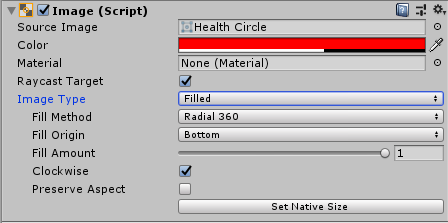 Image (Script)
Source Image Health Circle
Color
Material None (Material)
Raycast Target
Image Type Filled
Fill Method Radial 360
Fill Origin Bottom
Fill Amount 1
Clockwise
Preserve Aspect
Set Native Size